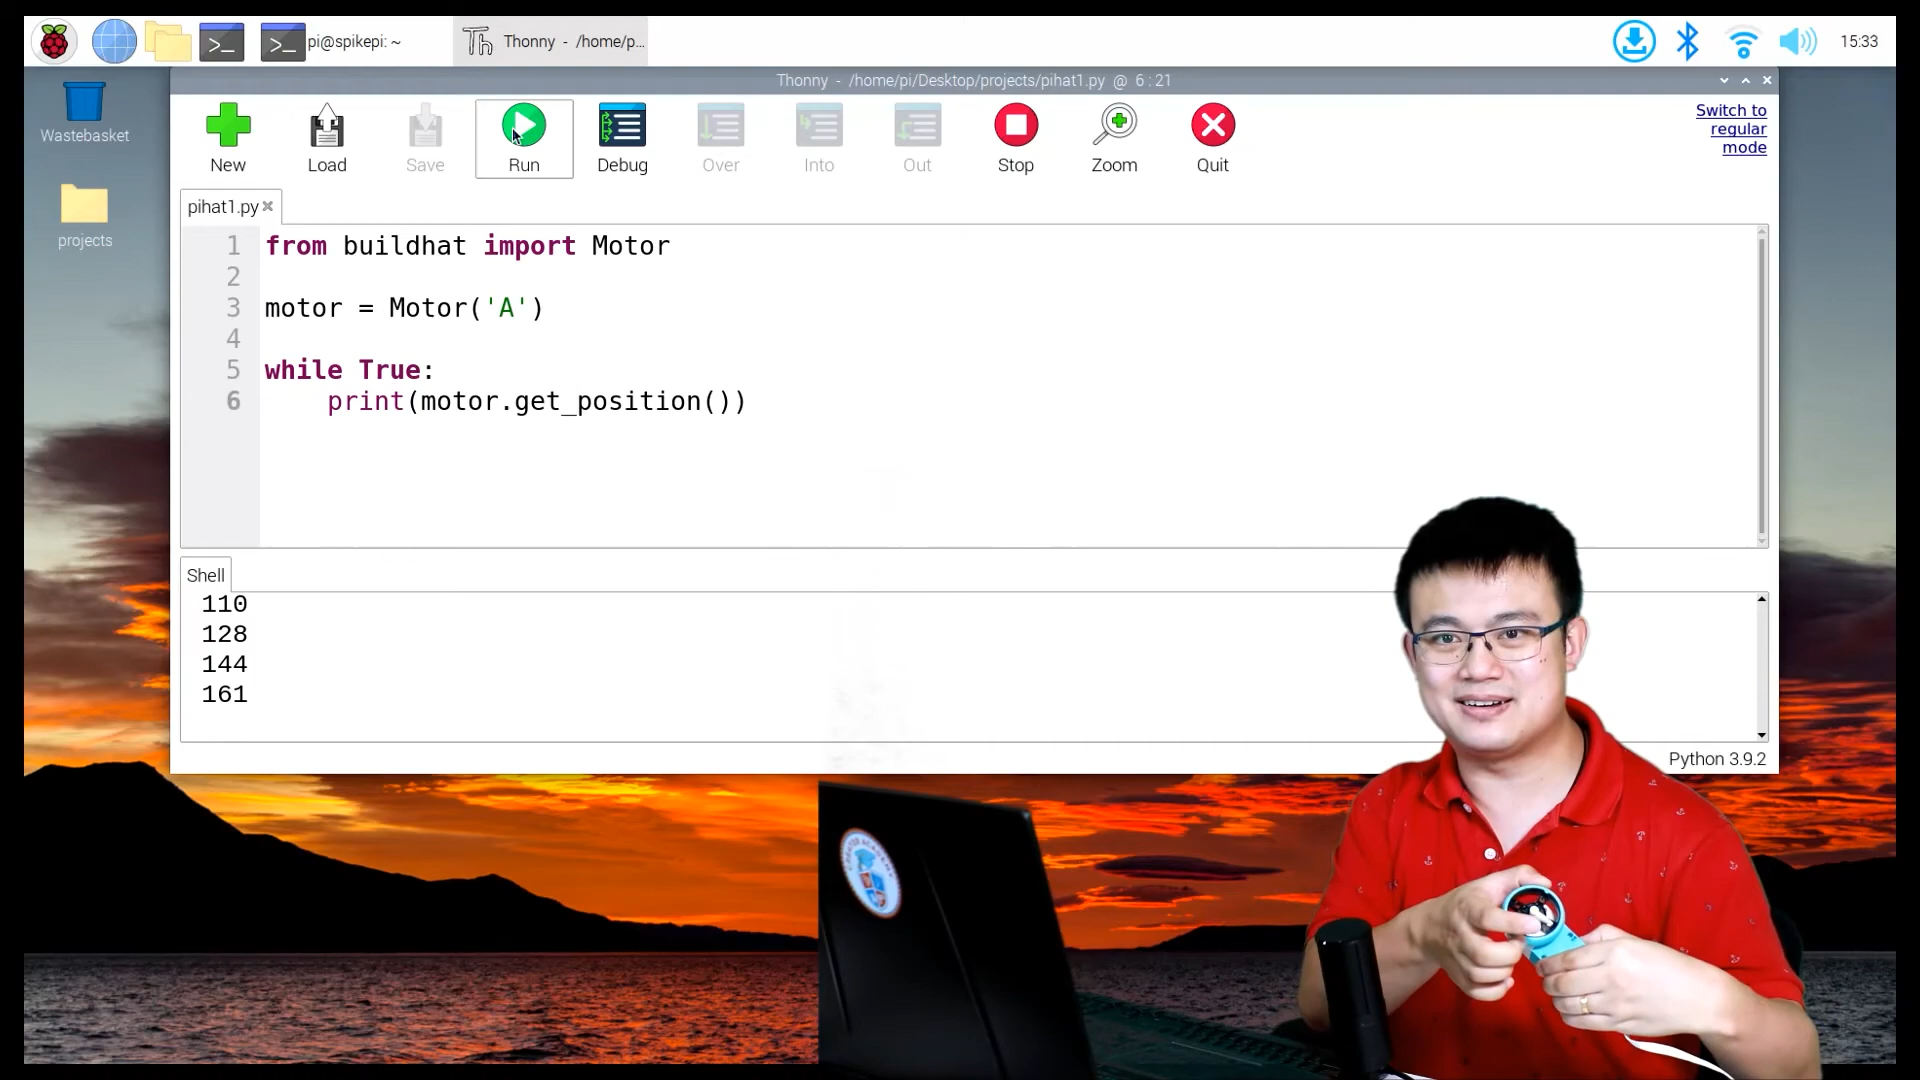 pi@spikepi: ~
Thonny - /home/p...
15:33
Wastebasket
projects
Thonny - /home/pi/Desktop/projects/pihat1.py @ 6 : 21
New
Load
Save
Run
Debug
Over
Into
Out
Stop
Zoom
Quit
Switch to
regular
mode
pihat1.py
1 from buildhat import Motor
2
3 motor = Motor('A')
4
5 while True:
6 print(motor.get_position())
Shell
110
128
144
161
Python 3.9.2